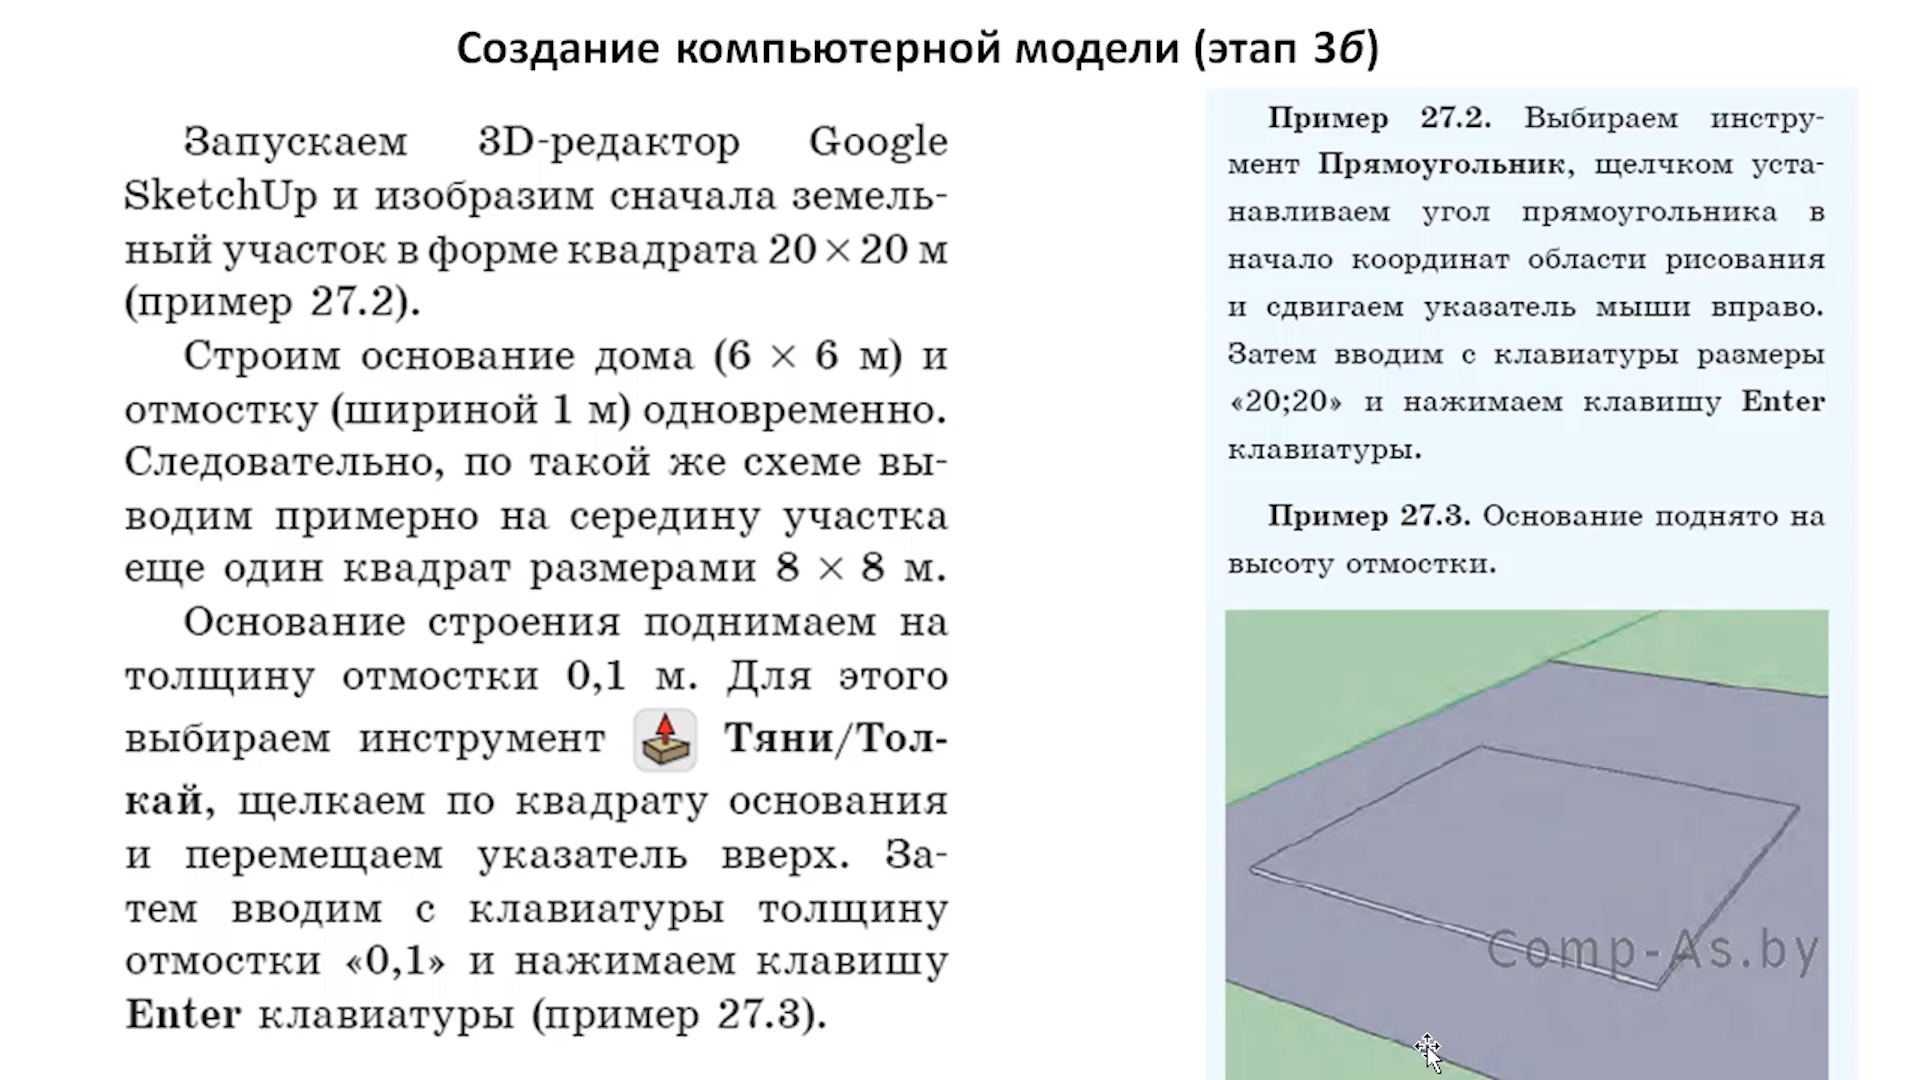 Создание компьютерной модели (этап 3б)
Запускаем 3D-редактор Google
SketchUp и изобразим сначала земель-
ный участок в форме квадрата 20 × 20 м
(пример 27.2).
Строим основание дома (6 × 6 м) и
отмостку (шириной 1 м) одновременно.
Следовательно, по такой же схеме вы-
водим примерно на середину участка
еще один квадрат размерами 8 × 8 м.
Основание строения поднимаем на
толщину отмостки 0,1 м. Для этого
выбираем инструмент Тяни/Тол-
кай, щелкаем по квадрату основания
и перемещаем указатель вверх. За-
тем вводим с клавиатуры толщину
отмостки «0,1» и нажимаем клавишу
Enter клавиатуры (пример 27.3).
Пример 27.2. Выбираем инстру-
мент Прямоугольник, щелчком уста-
навливаем угол прямоугольника в
начало координат области рисования
и сдвигаем указатель мыши вправо.
Затем вводим с клавиатуры размеры
«20;20» и нажимаем клавишу Enter
клавиатуры.
Пример 27.3. Основание поднято на
высоту отмостки.
Comp-As.by